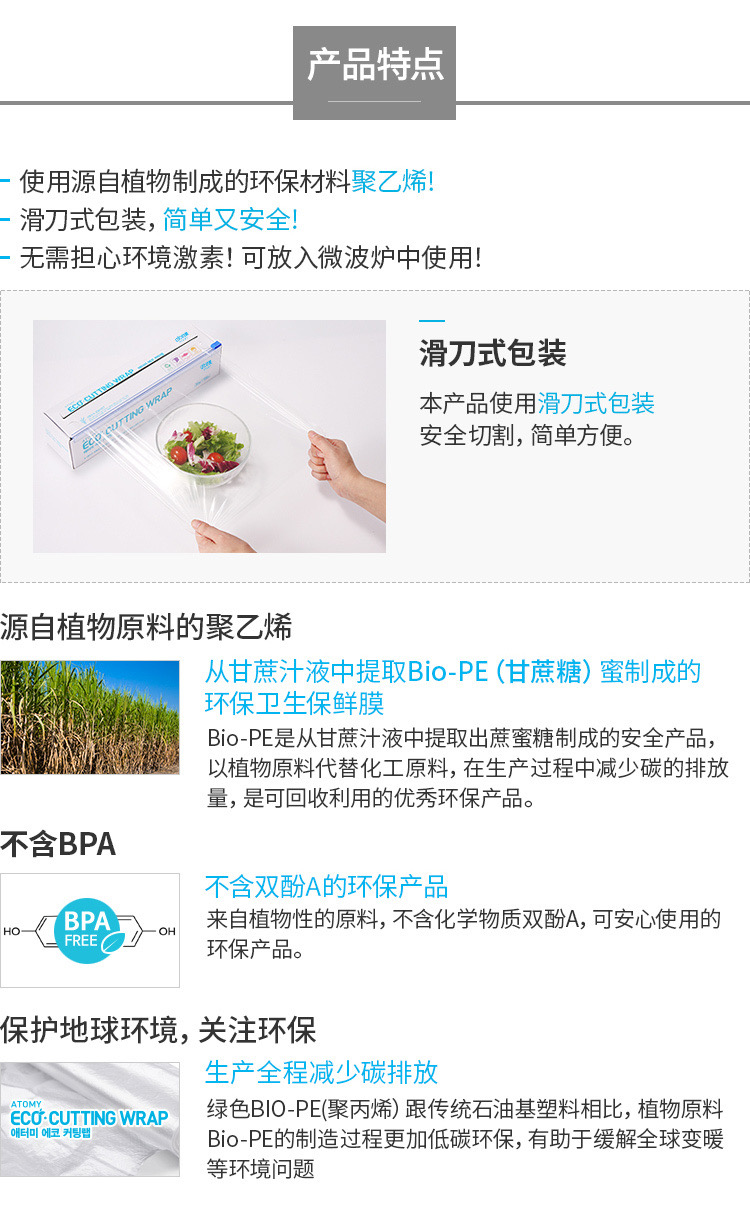 产品特点
- 使用源自植物制成的环保材料聚乙烯!
- 滑刀式包装，简单又安全!
- 无需担心环境激素! 可放入微波炉中使用!
ECO CUTTING WRAP
ECO CUTTING WRAP
滑刀式包装
本产品使用滑刀式包装
安全切割，简单方便。
源自植物原料的聚乙烯
从甘蔗汁液中提取Bio-PE（甘蔗糖）蜜制成的
环保卫生保鲜膜
Bio-PE是从甘蔗汁液中提取出蔗蜜糖制成的安全产品，
以植物原料代替化工原料，在生产过程中减少碳的排放
量，是可回收利用的优秀环保产品。
不含BPA
HO
BPA
FREE
OH
不含双酚A的环保产品
来自植物性的原料，不含化学物质双酚A，可安心使用的
环保产品。
保护地球环境，关注环保
ATOMY
ECO· CUTTING WRAP
애터미 에코 커팅랩
生产全程减少碳排放
绿色BIO-PE(聚丙烯）跟传统石油基塑料相比，植物原料
Bio-PE的制造过程更加低碳环保，有助于缓解全球变暖
等环境问题